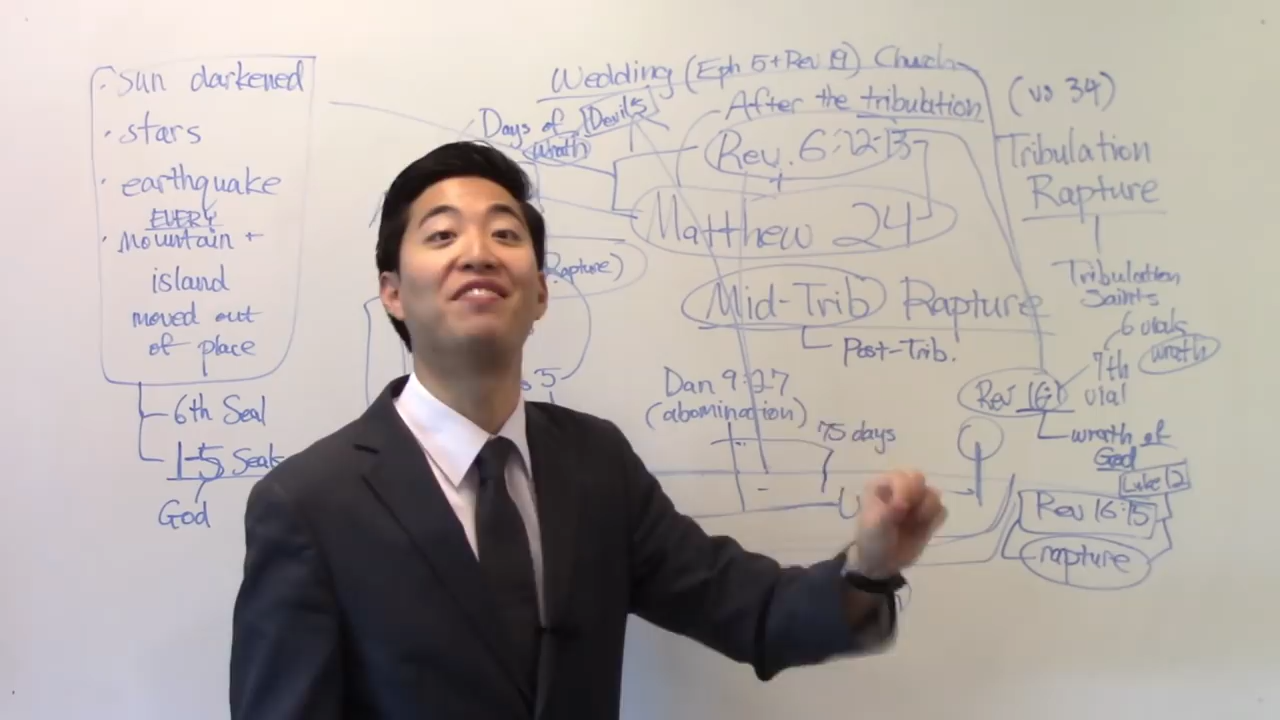 · sun darkened
· stars
· earthquake
EVERY
· mountain +
island
moved out
of place
6th Seal
1-5 Seals
God
Wedding (Eph 5 + Rev 19) Church
Days of Devil's
wrath
After the tribulation
(vs 34)
Rev. 6:12-13
Matthew 24
Rapture)
Mid-Trib Rapture
Post-Trib.
5
Dan 9:27
(abomination)
75 days
Tribulation
Rapture
Tribulation
Saints
6 vials
wrath
7th
vial
Rev 16:1
wrath of
God
Luke 12
Rev 16:15
rapture